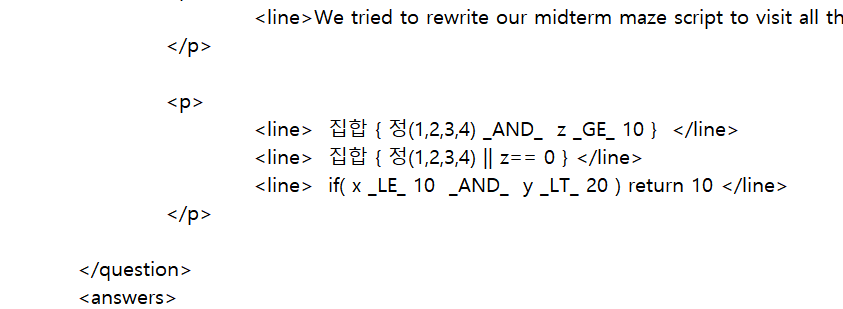 <line>We tried to rewrite our midterm maze script to visit all th
</p>
<p>
<line> 집합 { 정(1,2,3,4) _AND_ z _GE_ 10 } </line>
<line> 집합 { 정(1,2,3,4) || z== 0 } </line>
<line> if( x _LE_ 10 _AND_ y _LT_ 20 ) return 10 </line>
</p>
</question>
<answers>